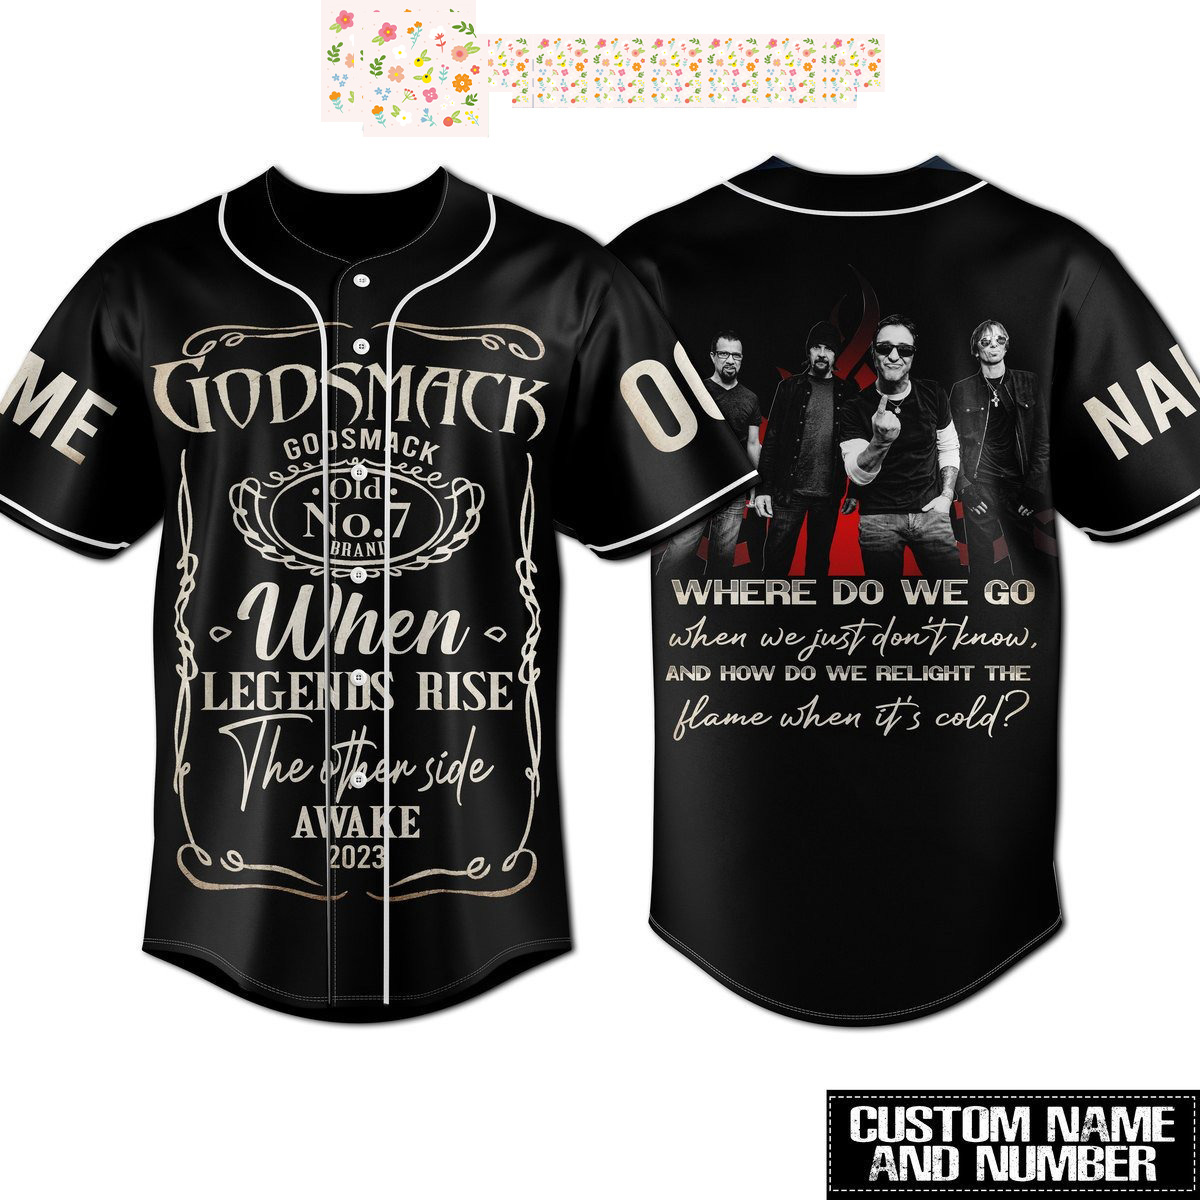 GODSMACK
GODSMACK
Old
No.7
BRAND
When
LEGENDS RISE
The other side
AWAKE
2023
ME
00
NA
WHERE DO WE GO
when we just don't know,
AND HOW DO WE RELIGHT THE
flame when it's cold?
CUSTOM NAME
AND NUMBER